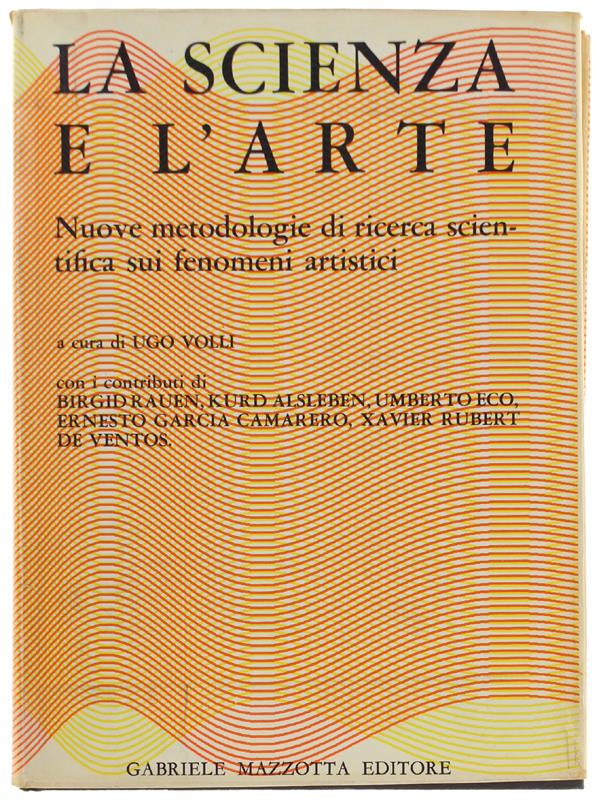 LA SCIENZA
E L'ARTE
Nuove metodologie di ricerca scien-
tifica sui fenomeni artistici
a cura di UGO VOLLI
con i contributi di
BIRGID RAUEN, KURD ALSLEBEN, UMBERTO ECO,
ERNESTO GARCIA CAMARERO, XAVIER RUBERT
DE VENTOS.
GABRIELE MAZZOTTA EDITORE